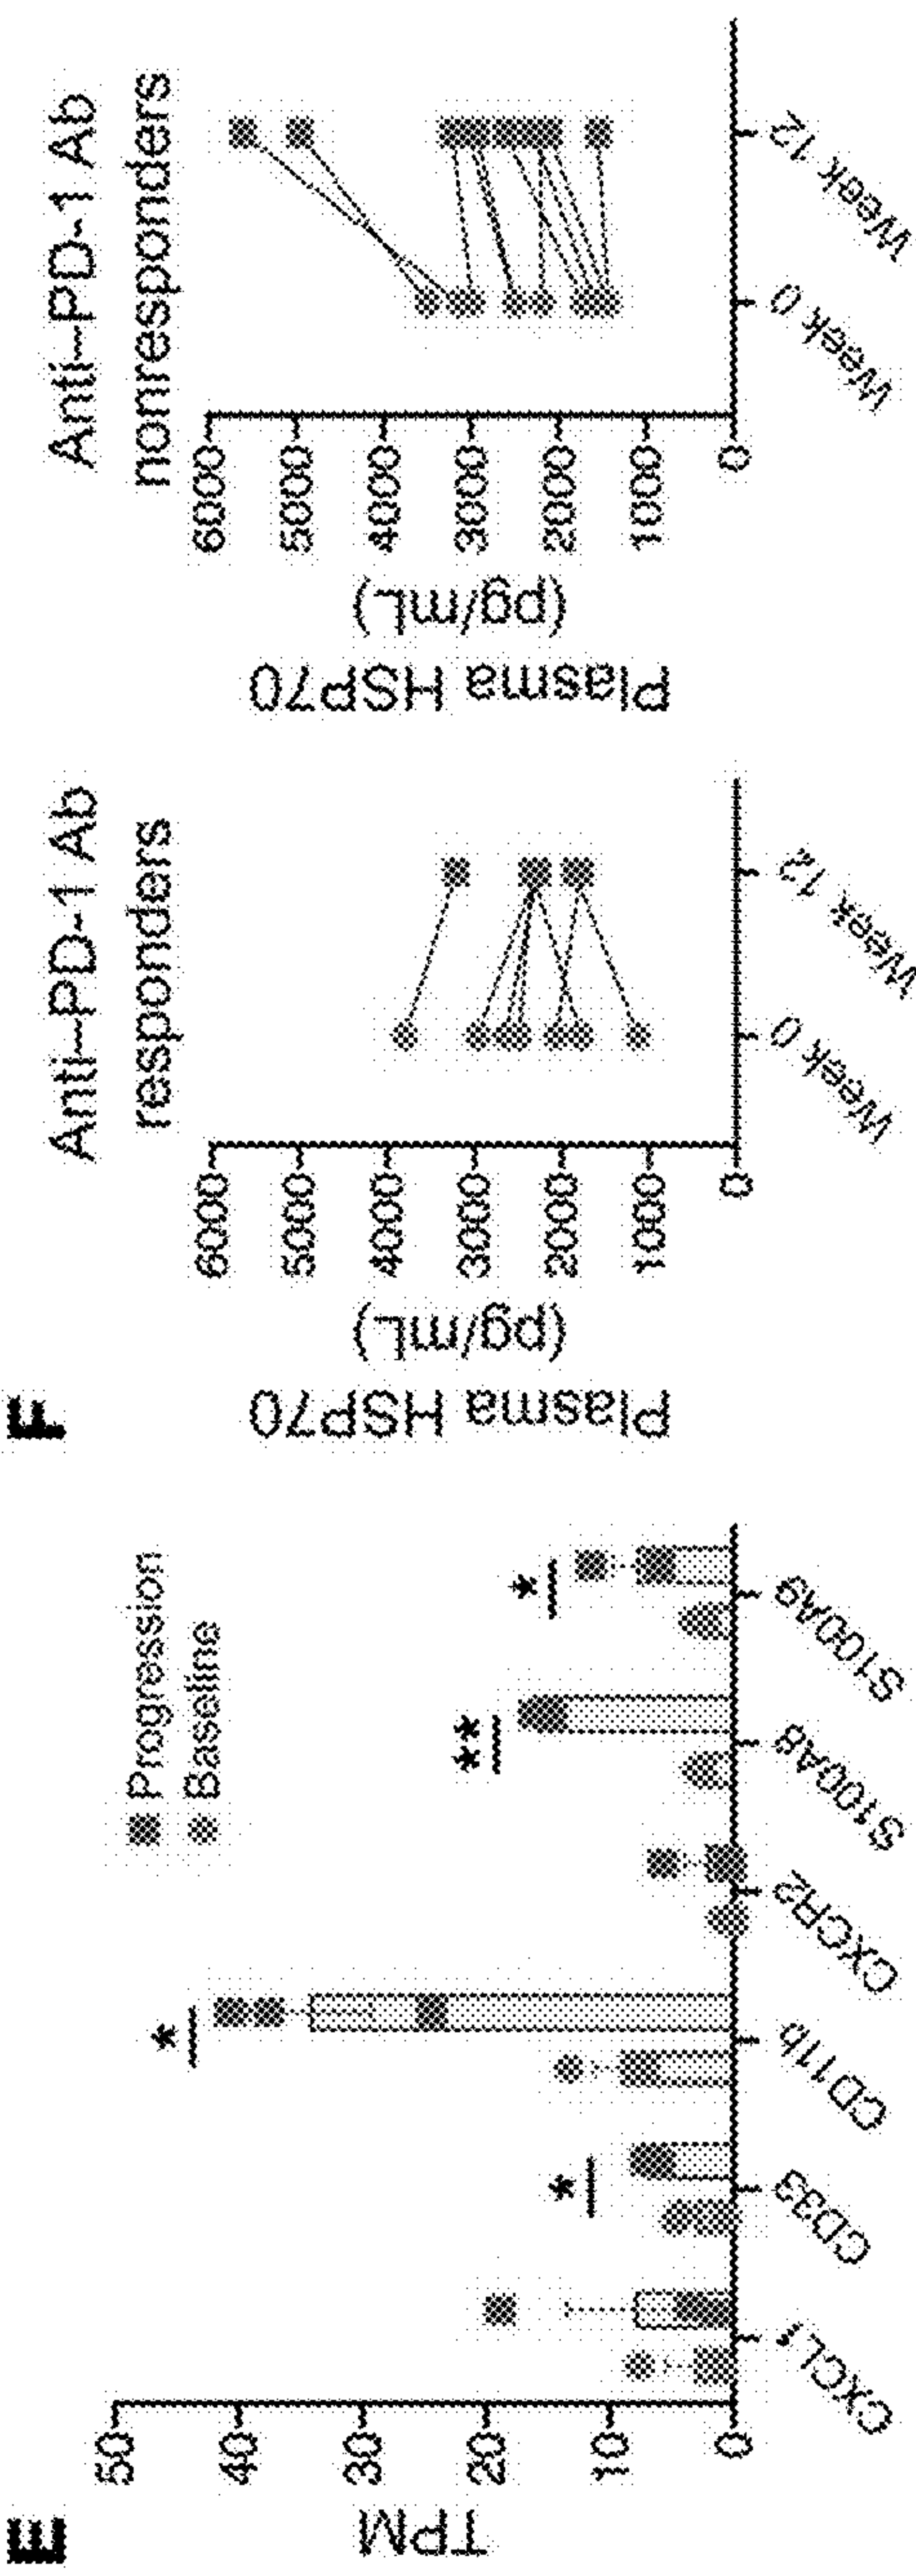 E
TPM
50
40
30
20
10
0
Progression
Baseline
*
*
**
*
CXCL1
CD33
CD11b
CXCR2
S100A8
S100A9
F
Anti–PD-1 Ab
responders
Plasma HSP70
(pg/mL)
6000
5000
4000
3000
2000
1000
0
Week 0
Week 12
Anti–PD-1 Ab
nonresponders
Plasma HSP70
(pg/mL)
6000
5000
4000
3000
2000
1000
0
Week 0
Week 12